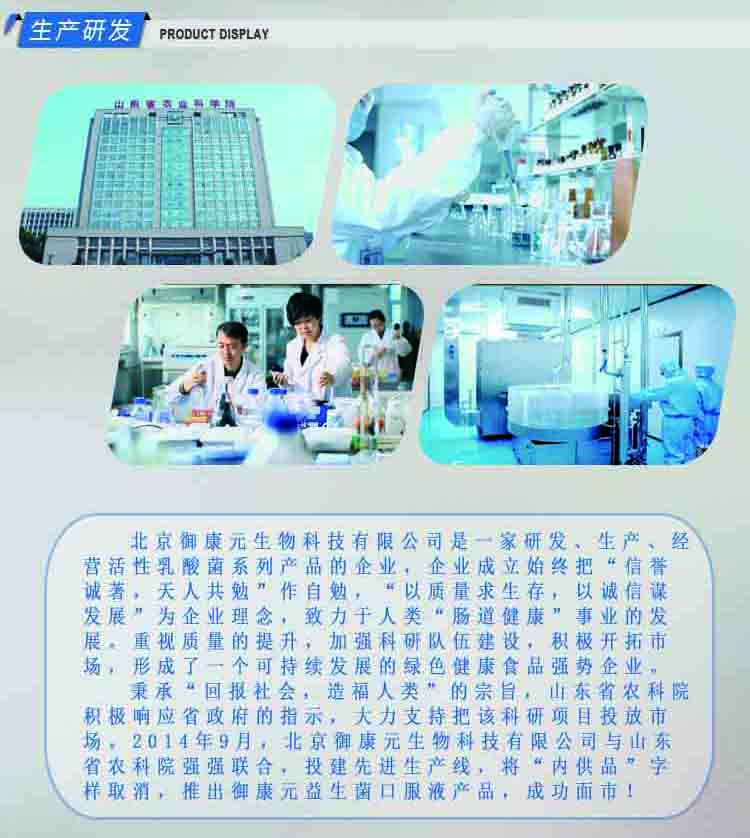 生产研发 PRODUCT DISPLAY
山东省农业科学院
北京御康元生物科技有限公司是一家研发、生产、经
营活性乳酸菌系列产品的企业，企业成立始终把“信誉
诚著，天人共勉”作自勉，“以质量求生存，以诚信谋
发展”为企业理念，致力于人类“肠道健康”事业的发
展。重视质量的提升，加强科研队伍建设，积极开拓市
场，形成了一个可持续发展的绿色健康食品强势企业。
秉承“回报社会，造福人类”的宗旨，山东省农科院
积极响应省政府的指示，大力支持把该科研项目投放市
场。2014年9月，北京御康元生物科技有限公司与山东
省农科院强强联合，投建先进生产线，将“内供品”字
样取消，推出御康元益生菌口服液产品，成功面市！